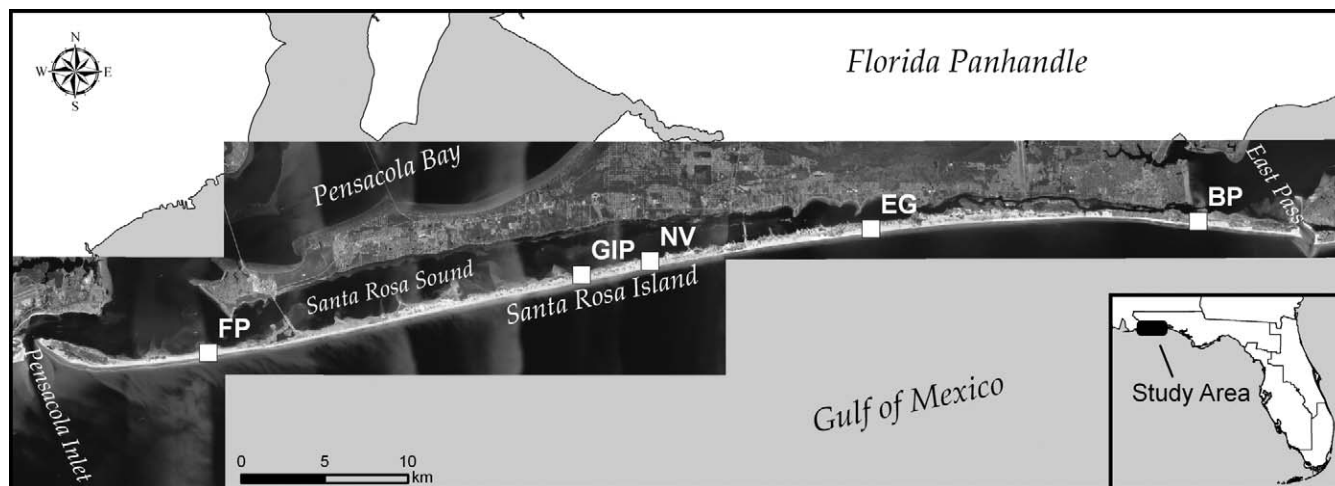 N
W E
S
Florida Panhandle
Pensacola Bay
East Pass
EG
BP
NV
GIP
Santa Rosa Sound
Santa Rosa Island
FP
Pensacola Inlet
Gulf of Mexico
Study Area
0 5 10
km